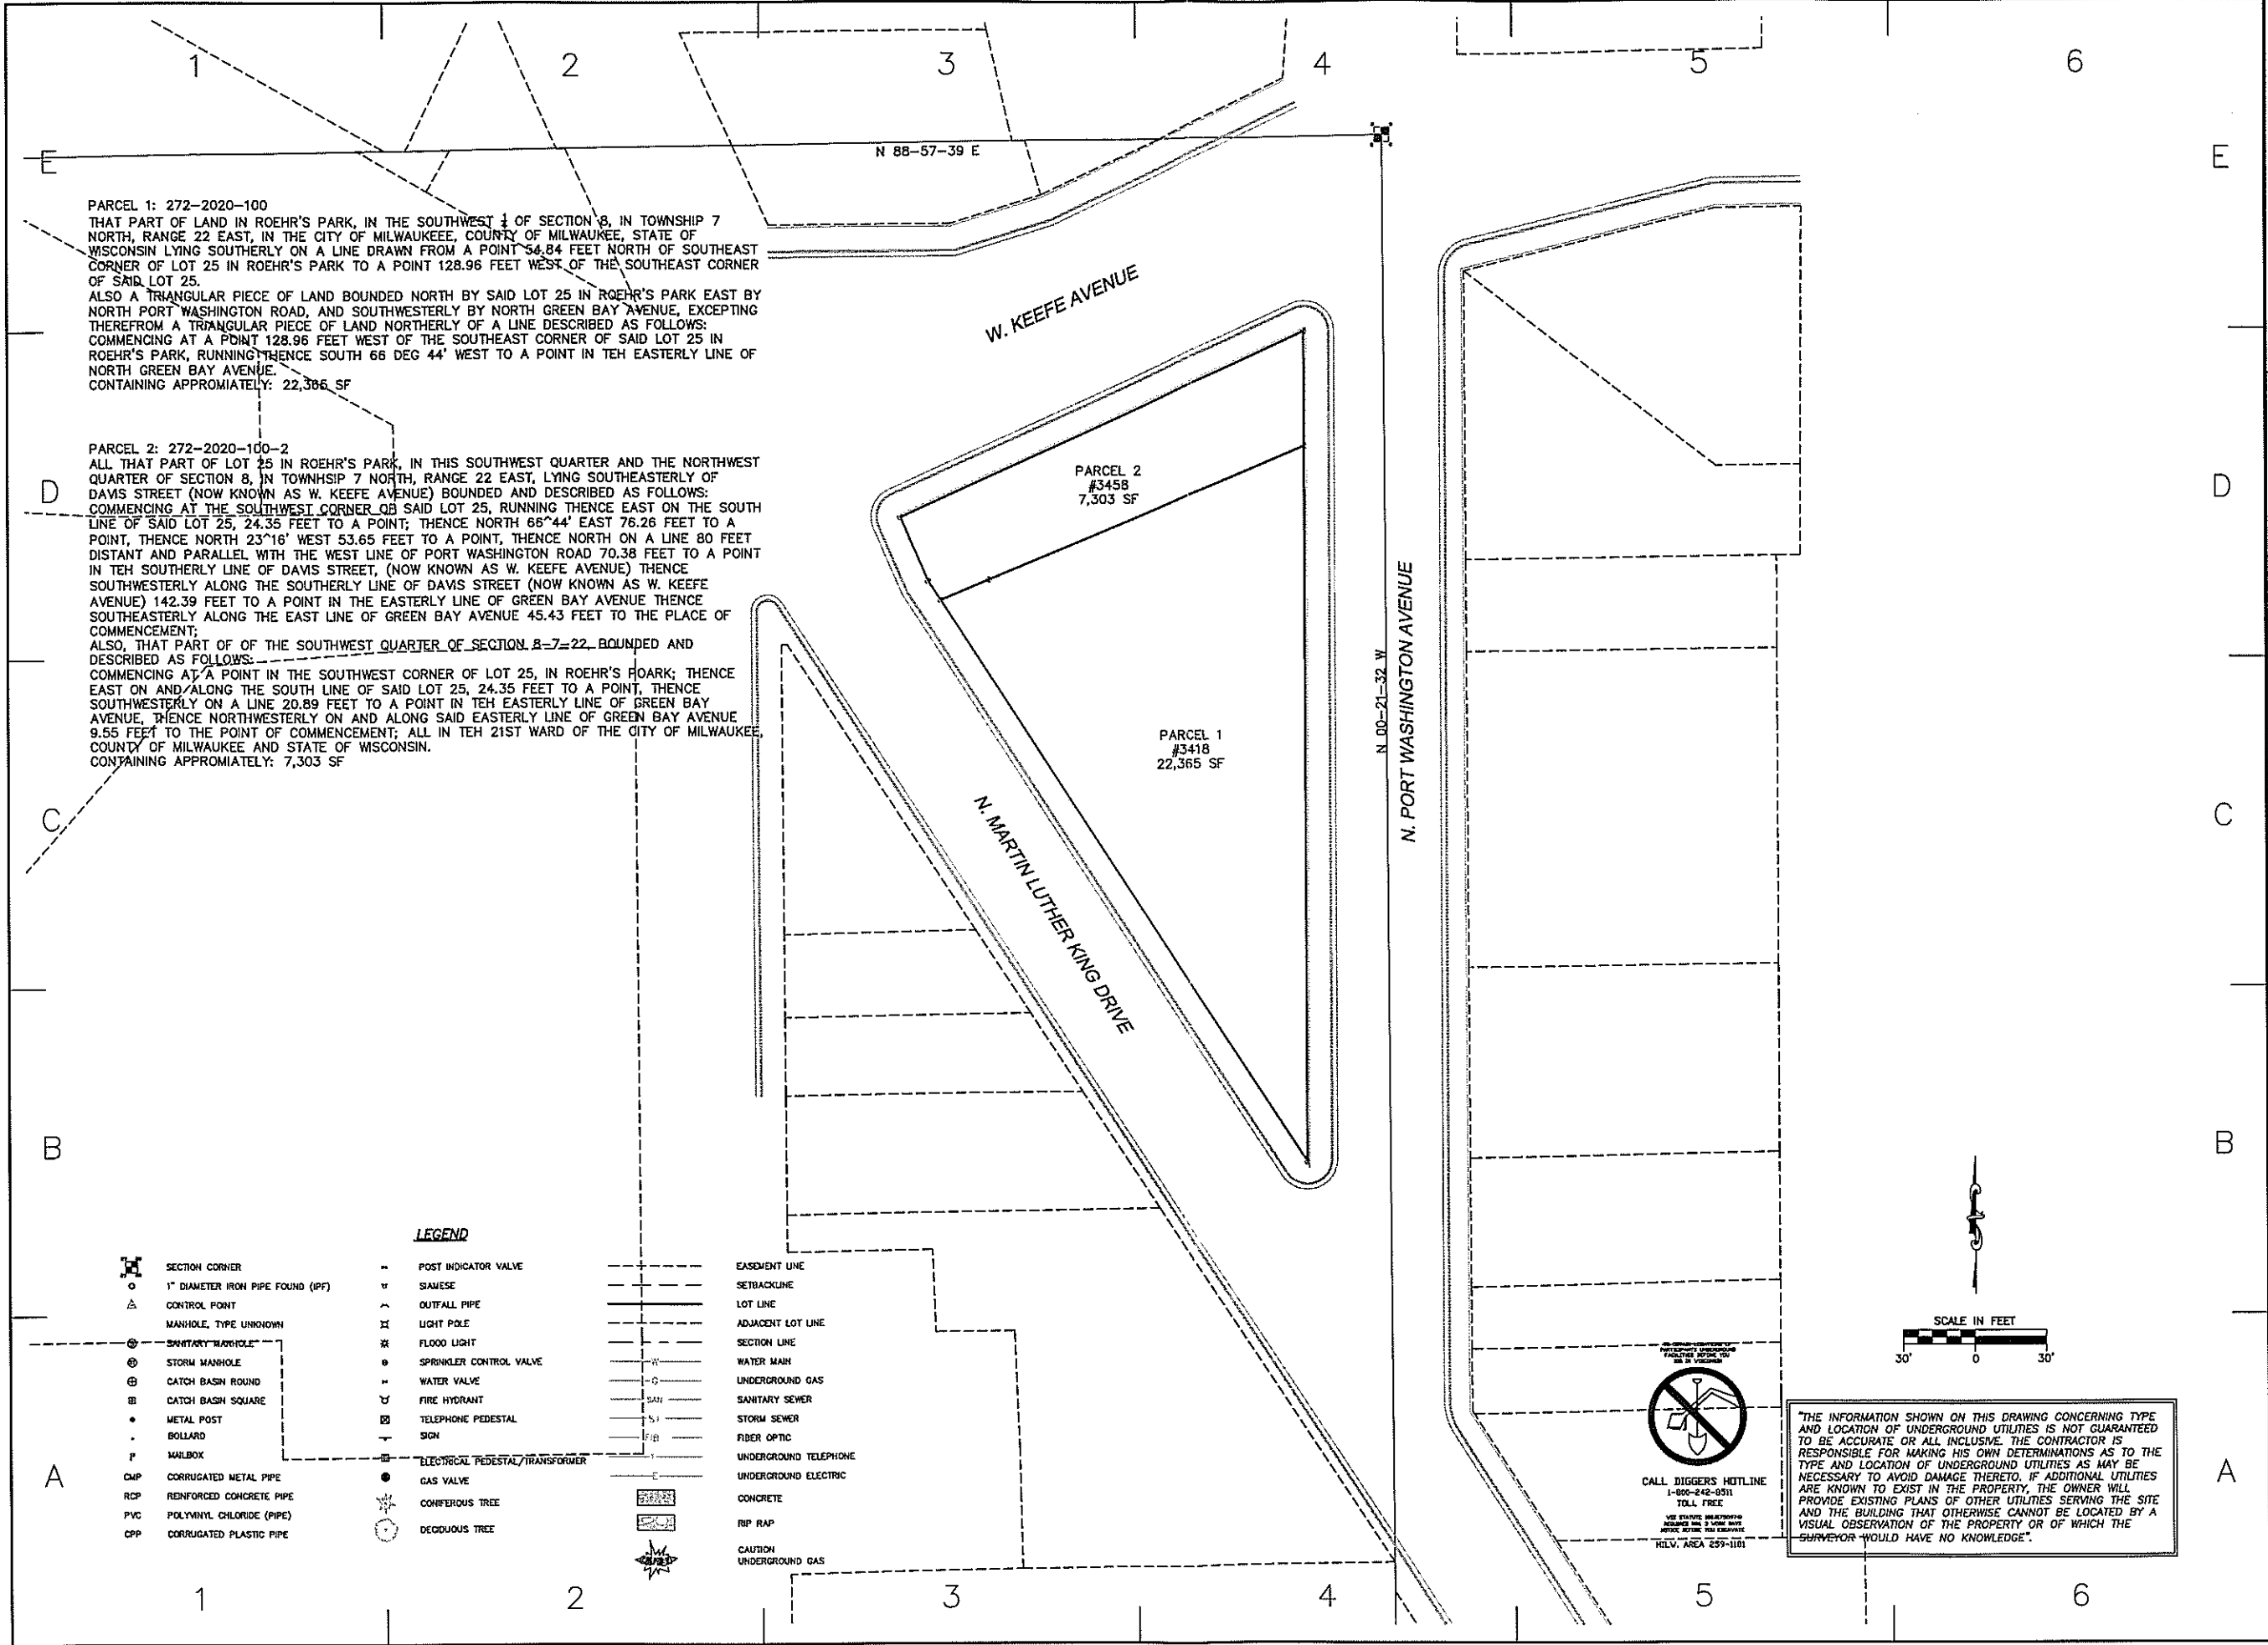 1 2 3 4 5 6
E E
D D
C C
B B
A A
N 88-57-39 E
PARCEL 1: 272-2020-100
THAT PART OF LAND IN ROEHR'S PARK, IN THE SOUTHWEST ¼ OF SECTION 8, IN TOWNSHIP 7
NORTH, RANGE 22 EAST, IN THE CITY OF MILWAUKEEE, COUNTY OF MILWAUKEE, STATE OF
WISCONSIN LYING SOUTHERLY ON A LINE DRAWN FROM A POINT 54.84 FEET NORTH OF SOUTHEAST
CORNER OF LOT 25 IN ROEHR'S PARK TO A POINT 128.96 FEET WEST OF THE SOUTHEAST CORNER
OF SAID LOT 25.
ALSO A TRIANGULAR PIECE OF LAND BOUNDED NORTH BY SAID LOT 25 IN ROEHR'S PARK EAST BY
NORTH PORT WASHINGTON ROAD, AND SOUTHWESTERLY BY NORTH GREEN BAY AVENUE, EXCEPTING
THEREFROM A TRIANGULAR PIECE OF LAND NORTHERLY OF A LINE DESCRIBED AS FOLLOWS:
COMMENCING AT A POINT 128.96 FEET WEST OF THE SOUTHEAST CORNER OF SAID LOT 25 IN
ROEHR'S PARK, RUNNING THENCE SOUTH 66 DEG 44' WEST TO A POINT IN TEH EASTERLY LINE OF
NORTH GREEN BAY AVENUE.
CONTAINING APPROMIATELY: 22,365 SF
PARCEL 2: 272-2020-100-2
ALL THAT PART OF LOT 25 IN ROEHR'S PARK, IN THIS SOUTHWEST QUARTER AND THE NORTHWEST
QUARTER OF SECTION 8, IN TOWNHSIP 7 NORTH, RANGE 22 EAST, LYING SOUTHEASTERLY OF
DAVIS STREET (NOW KNOWN AS W. KEEFE AVENUE) BOUNDED AND DESCRIBED AS FOLLOWS:
COMMENCING AT THE SOUTHWEST CORNER OB SAID LOT 25, RUNNING THENCE EAST ON THE SOUTH
LINE OF SAID LOT 25, 24.35 FEET TO A POINT; THENCE NORTH 66^44' EAST 76.26 FEET TO A
POINT, THENCE NORTH 23^16' WEST 53.65 FEET TO A POINT, THENCE NORTH ON A LINE 80 FEET
DISTANT AND PARALLEL WITH THE WEST LINE OF PORT WASHINGTON ROAD 70.38 FEET TO A POINT
IN TEH SOUTHERLY LINE OF DAVIS STREET, (NOW KNOWN AS W. KEEFE AVENUE) THENCE
SOUTHWESTERLY ALONG THE SOUTHERLY LINE OF DAVIS STREET (NOW KNOWN AS W. KEEFE
AVENUE) 142.39 FEET TO A POINT IN THE EASTERLY LINE OF GREEN BAY AVENUE THENCE
SOUTHEASTERLY ALONG THE EAST LINE OF GREEN BAY AVENUE 45.43 FEET TO THE PLACE OF
COMMENCEMENT;
ALSO, THAT PART OF OF THE SOUTHWEST QUARTER OF SECTION 8-7-22, BOUNDED AND
DESCRIBED AS FOLLOWS:
COMMENCING AT A POINT IN THE SOUTHWEST CORNER OF LOT 25, IN ROEHR'S POARK; THENCE
EAST ON AND ALONG THE SOUTH LINE OF SAID LOT 25, 24.35 FEET TO A POINT, THENCE
SOUTHWESTERLY ON A LINE 20.89 FEET TO A POINT IN TEH EASTERLY LINE OF GREEN BAY
AVENUE, THENCE NORTHWESTERLY ON AND ALONG SAID EASTERLY LINE OF GREEN BAY AVENUE
9.55 FEET TO THE POINT OF COMMENCEMENT; ALL IN TEH 21ST WARD OF THE CITY OF MILWAUKEE,
COUNTY OF MILWAUKEE AND STATE OF WISCONSIN.
CONTAINING APPROMIATELY: 7,303 SF
W. KEEFE AVENUE
PARCEL 2
#3458
7,303 SF
PARCEL 1
#3418
22,365 SF
N 00-21-32 W
N. PORT WASHINGTON AVENUE
N. MARTIN LUTHER KING DRIVE
LEGEND
SECTION CORNER
1" DIAMETER IRON PIPE FOUND (IPF)
CONTROL POINT
MANHOLE, TYPE UNKNOWN
SANITARY MANHOLE
STORM MANHOLE
CATCH BASIN ROUND
CATCH BASIN SQUARE
METAL POST
BOLLARD
MAILBOX
CMP CORRUGATED METAL PIPE
RCP REINFORCED CONCRETE PIPE
PVC POLYVINYL CHLORIDE (PIPE)
CPP CORRUGATED PLASTIC PIPE
POST INDICATOR VALVE
SIAMESE
OUTFALL PIPE
LIGHT POLE
FLOOD LIGHT
SPRINKLER CONTROL VALVE
WATER VALVE
FIRE HYDRANT
TELEPHONE PEDESTAL
SIGN
ELECTRICAL PEDESTAL/TRANSFORMER
GAS VALVE
CONIFEROUS TREE
DECIDUOUS TREE
EASEMENT LINE
SETBACKLINE
LOT LINE
ADJACENT LOT LINE
SECTION LINE
W WATER MAIN
G UNDERGROUND GAS
SAN SANITARY SEWER
ST STORM SEWER
FIB FIBER OPTIC
T UNDERGROUND TELEPHONE
E UNDERGROUND ELECTRIC
CONCRETE
RIP RAP
CAUTION
UNDERGROUND GAS
SCALE IN FEET
30' 0 30'
CALL DIGGERS HOTLINE
1-800-242-8511
TOLL FREE
MILW. AREA 259-1181
"THE INFORMATION SHOWN ON THIS DRAWING CONCERNING TYPE
AND LOCATION OF UNDERGROUND UTILITIES IS NOT GUARANTEED
TO BE ACCURATE OR ALL INCLUSIVE. THE CONTRACTOR IS
RESPONSIBLE FOR MAKING HIS OWN DETERMINATIONS AS TO THE
TYPE AND LOCATION OF UNDERGROUND UTILITIES AS MAY BE
NECESSARY TO AVOID DAMAGE THERETO. IF ADDITIONAL UTILITIES
ARE KNOWN TO EXIST IN THE PROPERTY, THE OWNER WILL
PROVIDE EXISTING PLANS OF OTHER UTILITIES SERVING THE SITE
AND THE BUILDING THAT OTHERWISE CANNOT BE LOCATED BY A
VISUAL OBSERVATION OF THE PROPERTY OR OF WHICH THE
SURVEYOR WOULD HAVE NO KNOWLEDGE".
1 2 3 4 5 6